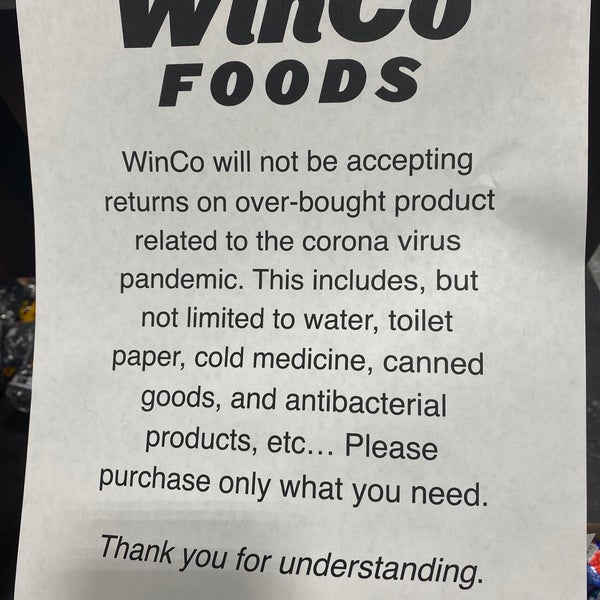 WinCo
FOODS
WinCo will not be accepting
returns on over-bought product
related to the corona virus
pandemic. This includes, but
not limited to water, toilet
paper, cold medicine, canned
goods, and antibacterial
products, etc... Please
purchase only what you need.
Thank you for understanding.